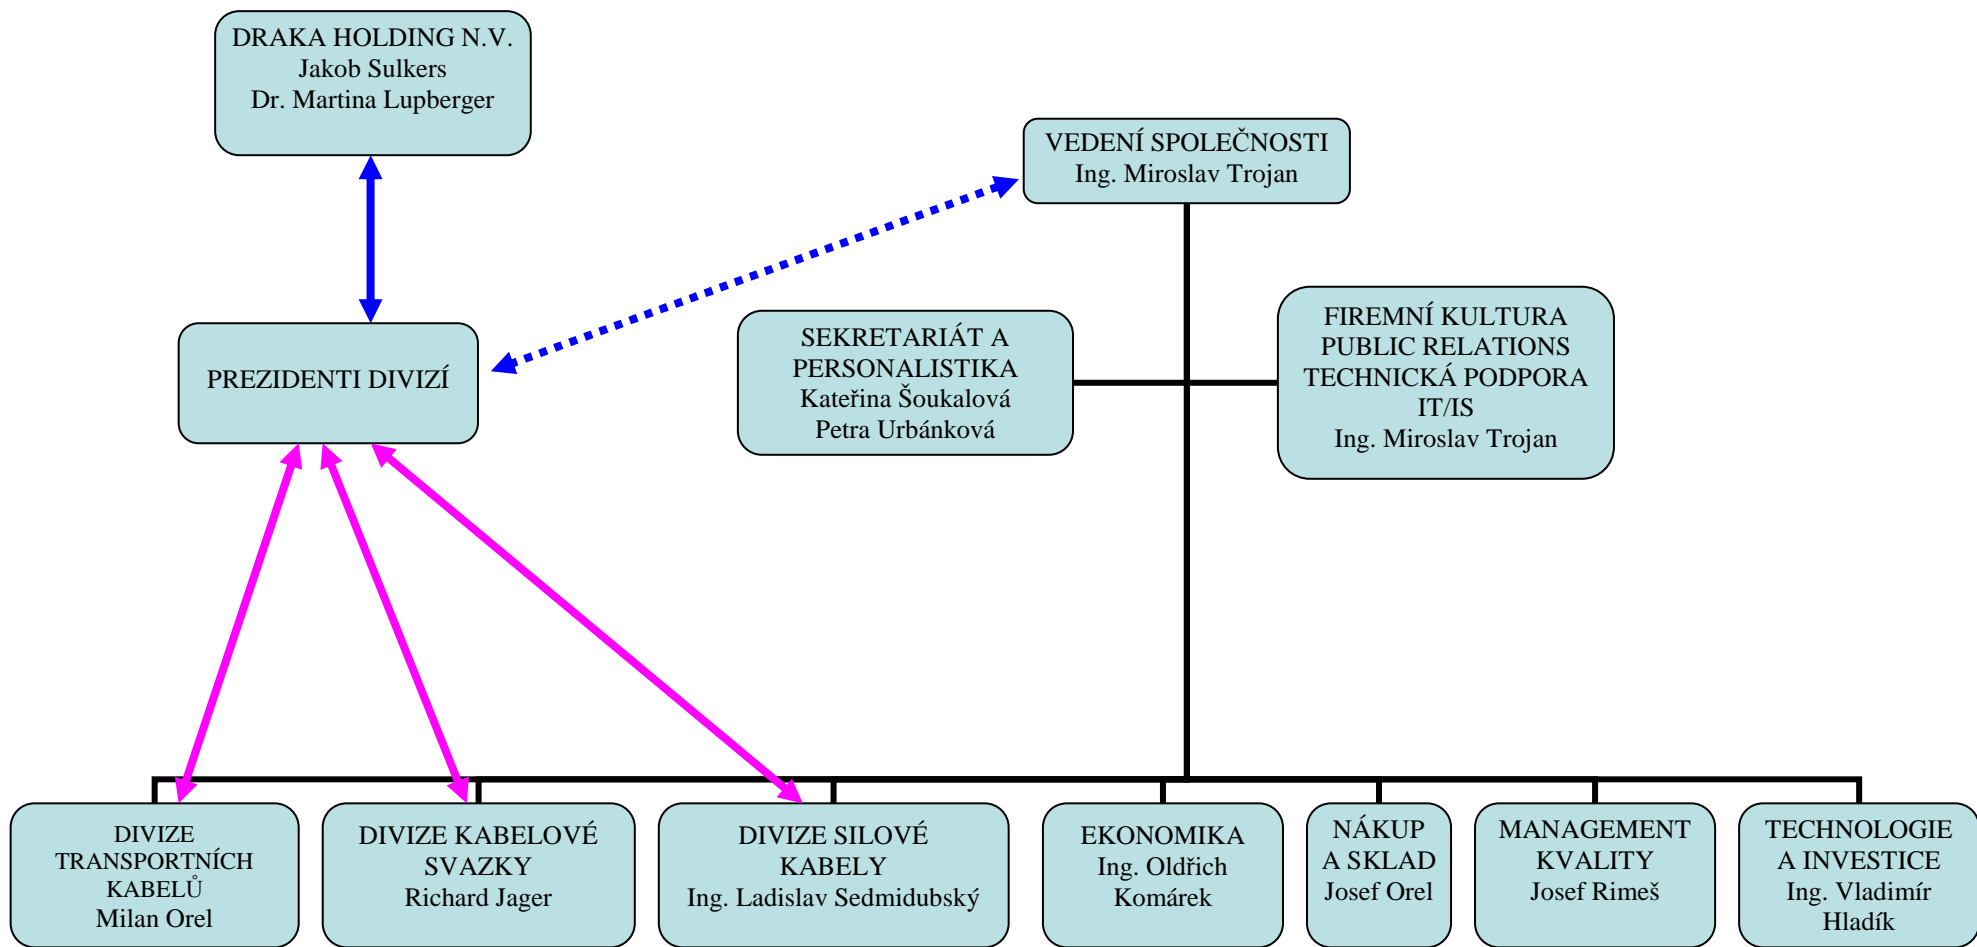 DRAKA HOLDING N.V.
Jakob Sulkers
Dr. Martina Lupberger
VEDENÍ SPOLEČNOSTI
Ing. Miroslav Trojan
PREZIDENTI DIVIZÍ
SEKRETARIÁT A
PERSONALISTIKA
Kateřina Šoukalová
Petra Urbánková
FIREMNÍ KULTURA
PUBLIC RELATIONS
TECHNICKÁ PODPORA
IT/IS
Ing. Miroslav Trojan
DIVIZE
TRANSPORTNÍCH
KABELŮ
Milan Orel
DIVIZE KABELOVÉ
SVAZKY
Richard Jager
DIVIZE SILOVÉ
KABELY
Ing. Ladislav Sedmidubský
EKONOMIKA
Ing. Oldřich
Komárek
NÁKUP
A SKLAD
Josef Orel
MANAGEMENT
KVALITY
Josef Rimeš
TECHNOLOGIE
A INVESTICE
Ing. Vladimír
Hladík